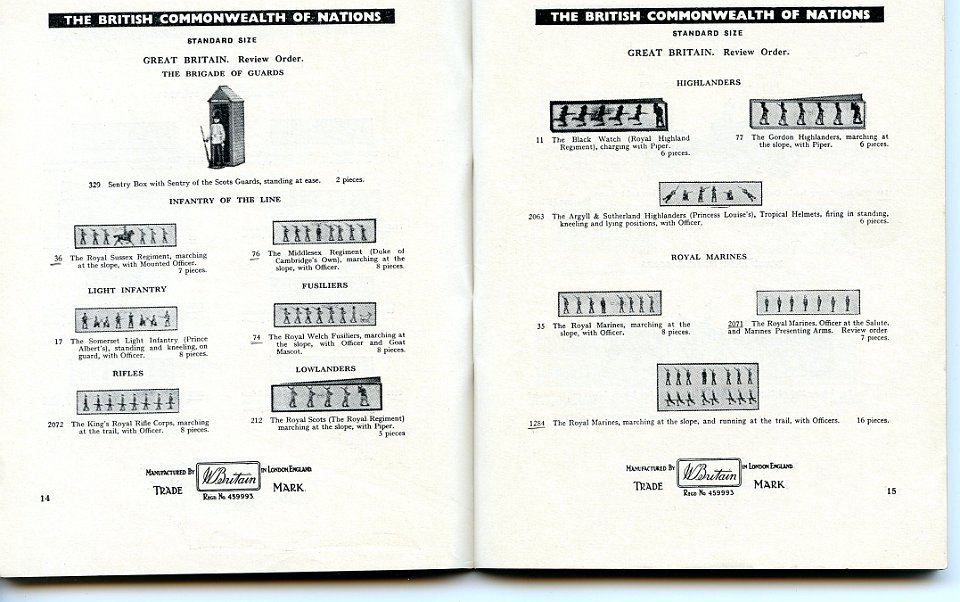 THE BRITISH COMMONWEALTH OF NATIONS
STANDARD SIZE
GREAT BRITAIN. Review Order.
THE BRIGADE OF GUARDS
329 Sentry Box with Sentry of the Scots Guards, standing at ease. 2 pieces.
INFANTRY OF THE LINE
36 The Royal Sussex Regiment, marching
at the slope, with Mounted Officer.
7 pieces.
76 The Middlesex Regiment (Duke of
Cambridge's Own), marching at the
slope, with Officer. 8 pieces.
LIGHT INFANTRY
17 The Somerset Light Infantry (Prince
Albert's), standing and kneeling, on
guard, with Officer. 8 pieces.
FUSILIERS
74 The Royal Welch Fusiliers, marching at
the slope, with Officer and Goat
Mascot. 8 pieces.
RIFLES
2072 The King's Royal Rifle Corps, marching
at the trail, with Officer. 8 pieces.
LOWLANDERS
212 The Royal Scots (The Royal Regiment)
marching at the slope, with Piper.
5 pieces
MANUFACTURED BY WBritain IN LONDON ENGLAND.
TRADE MARK.
REGD No 459993.
14
THE BRITISH COMMONWEALTH OF NATIONS
STANDARD SIZE
GREAT BRITAIN. Review Order.
HIGHLANDERS
11 The Black Watch (Royal Highland
Regiment), charging with Piper.
6 pieces.
77 The Gordon Highlanders, marching at
the slope, with Piper. 6 pieces.
2063 The Argyll & Sutherland Highlanders (Princess Louise's), Tropical Helmets, firing in standing,
kneeling and lying positions, with Officer. 6 pieces.
ROYAL MARINES
35 The Royal Marines, marching at the
slope, with Officer. 8 pieces.
2071 The Royal Marines, Officer at the Salute,
and Marines Presenting Arms. Review order
7 pieces.
1284 The Royal Marines, marching at the slope, and running at the trail, with Officers. 16 pieces.
MANUFACTURED BY WBritain IN LONDON ENGLAND.
TRADE MARK
REGD No 459993.
15